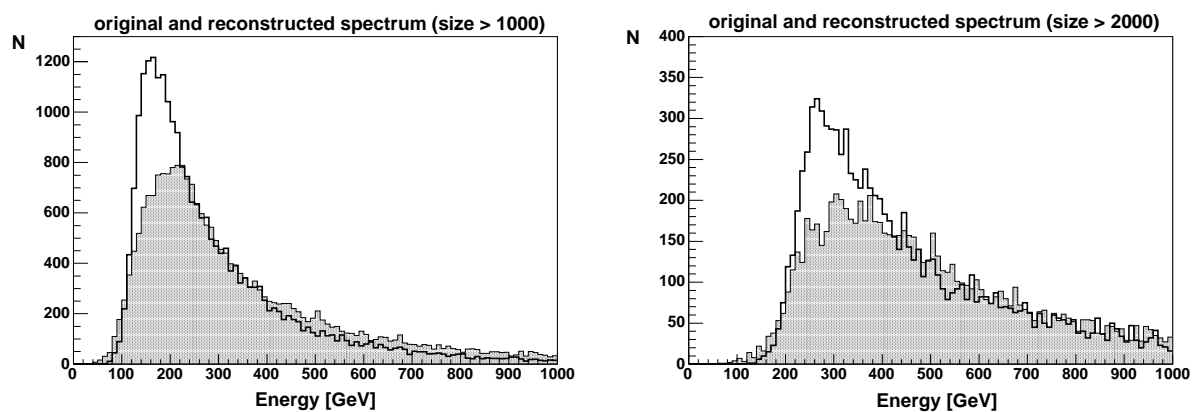 original and reconstructed spectrum (size > 1000)
N
1200
1000
800
600
400
200
0
0 100 200 300 400 500 600 700 800 900 1000
Energy [GeV]
original and reconstructed spectrum (size > 2000)
N
400
350
300
250
200
150
100
50
0
0 100 200 300 400 500 600 700 800 900 1000
Energy [GeV]